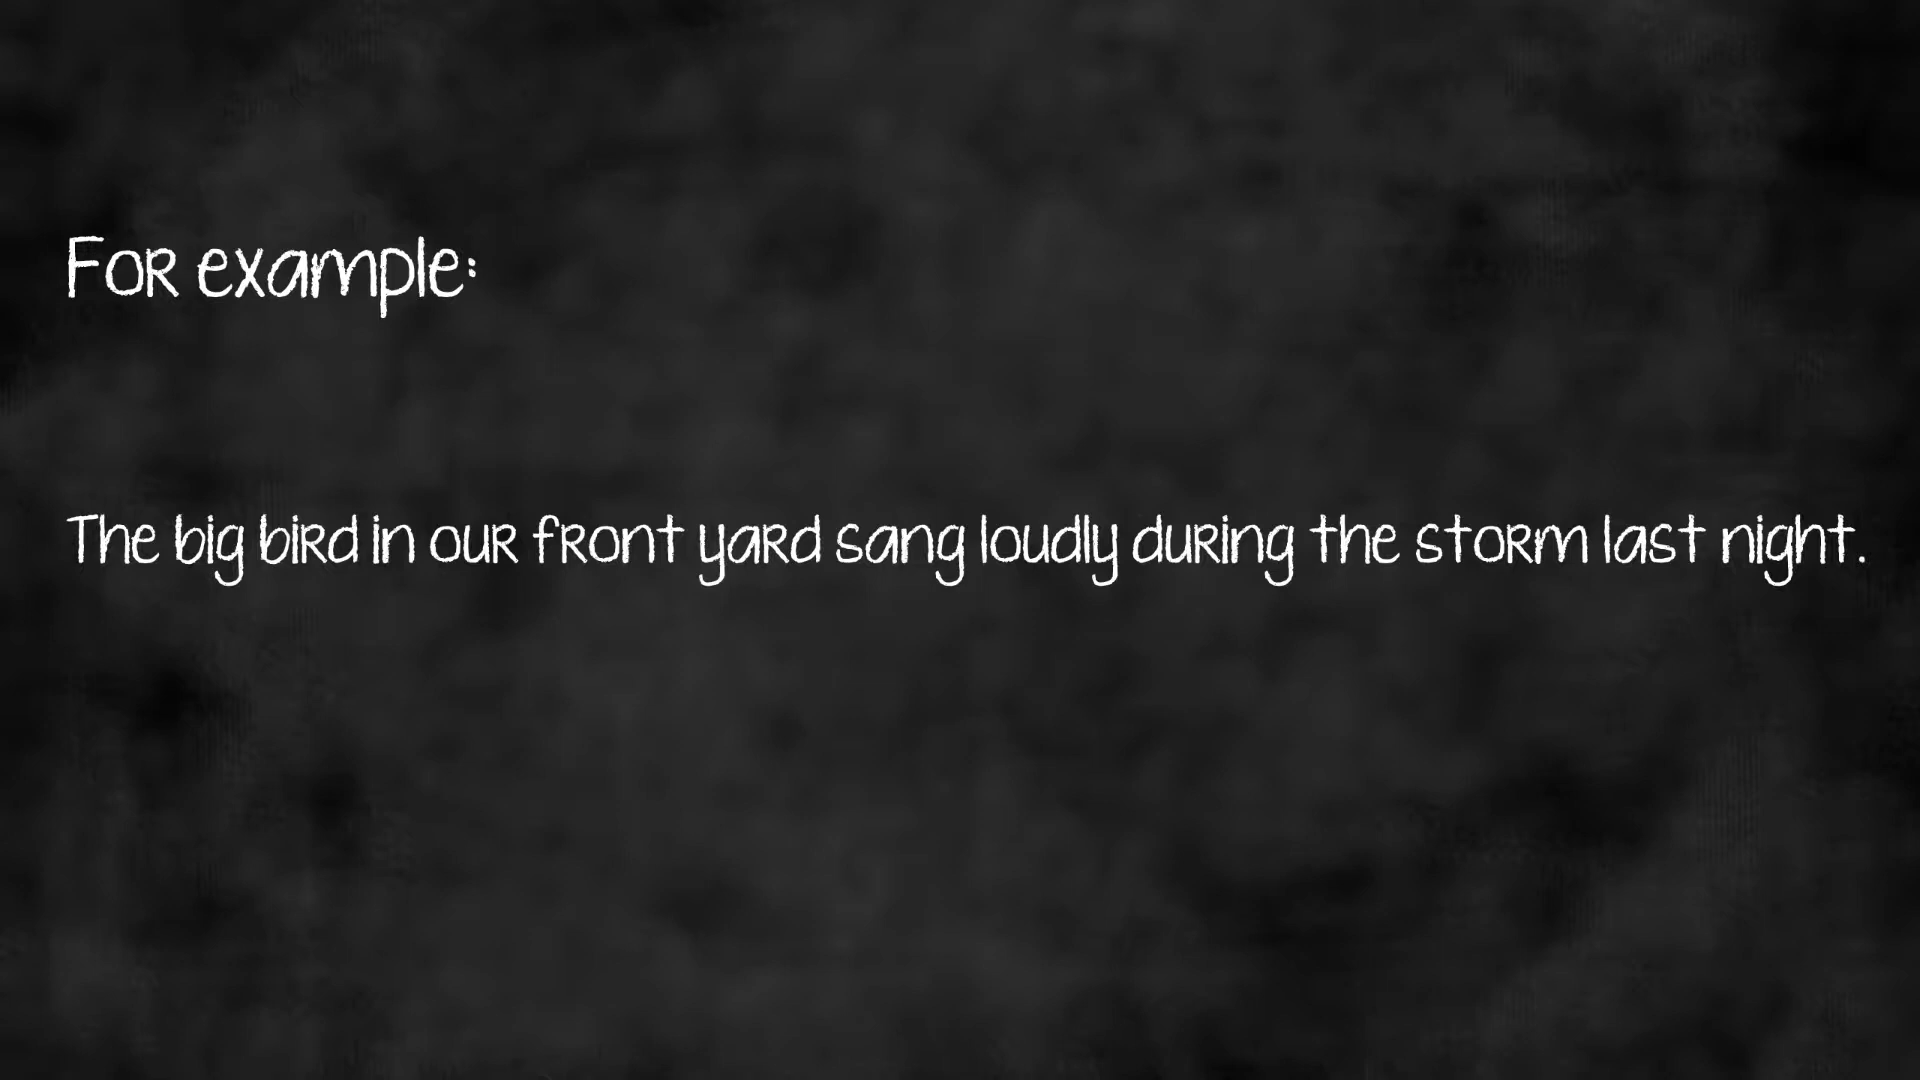 For example:
The big bird in our front yard sang loudly during the storm last night.